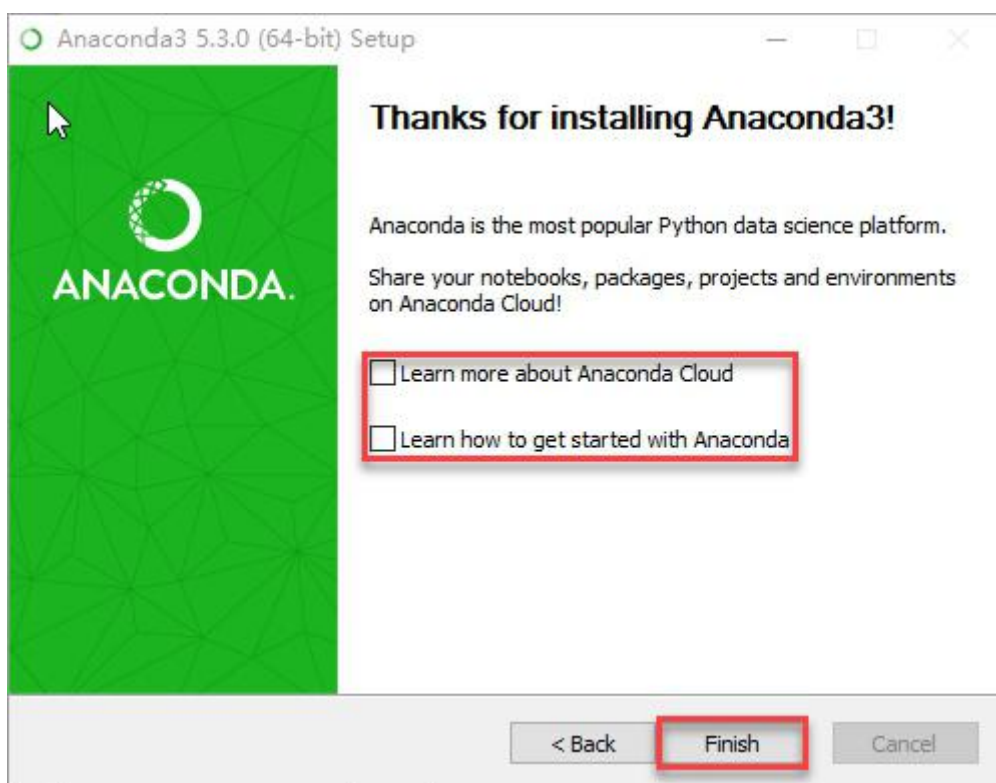 Anaconda3 5.3.0 (64-bit) Setup
ANACONDA.
Thanks for installing Anaconda3!
Anaconda is the most popular Python data science platform.
Share your notebooks, packages, projects and environments
on Anaconda Cloud!
Learn more about Anaconda Cloud
Learn how to get started with Anaconda
< Back Finish Cancel